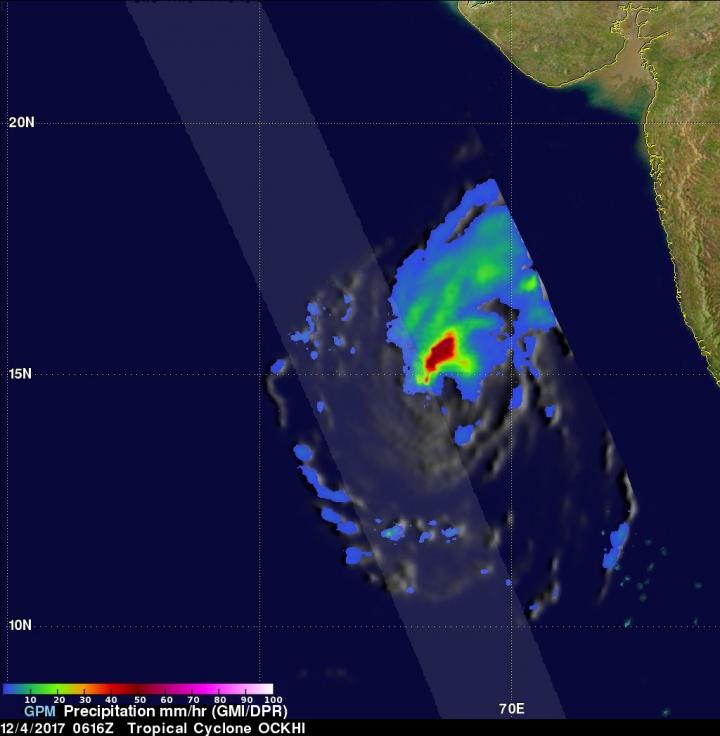 20N
15N
10N
10 20 30 40 50 60 70 80 90 100
GPM Precipitation mm/hr (GMI/DPR)
70E
12/4/2017 0616Z Tropical Cyclone OCKHI